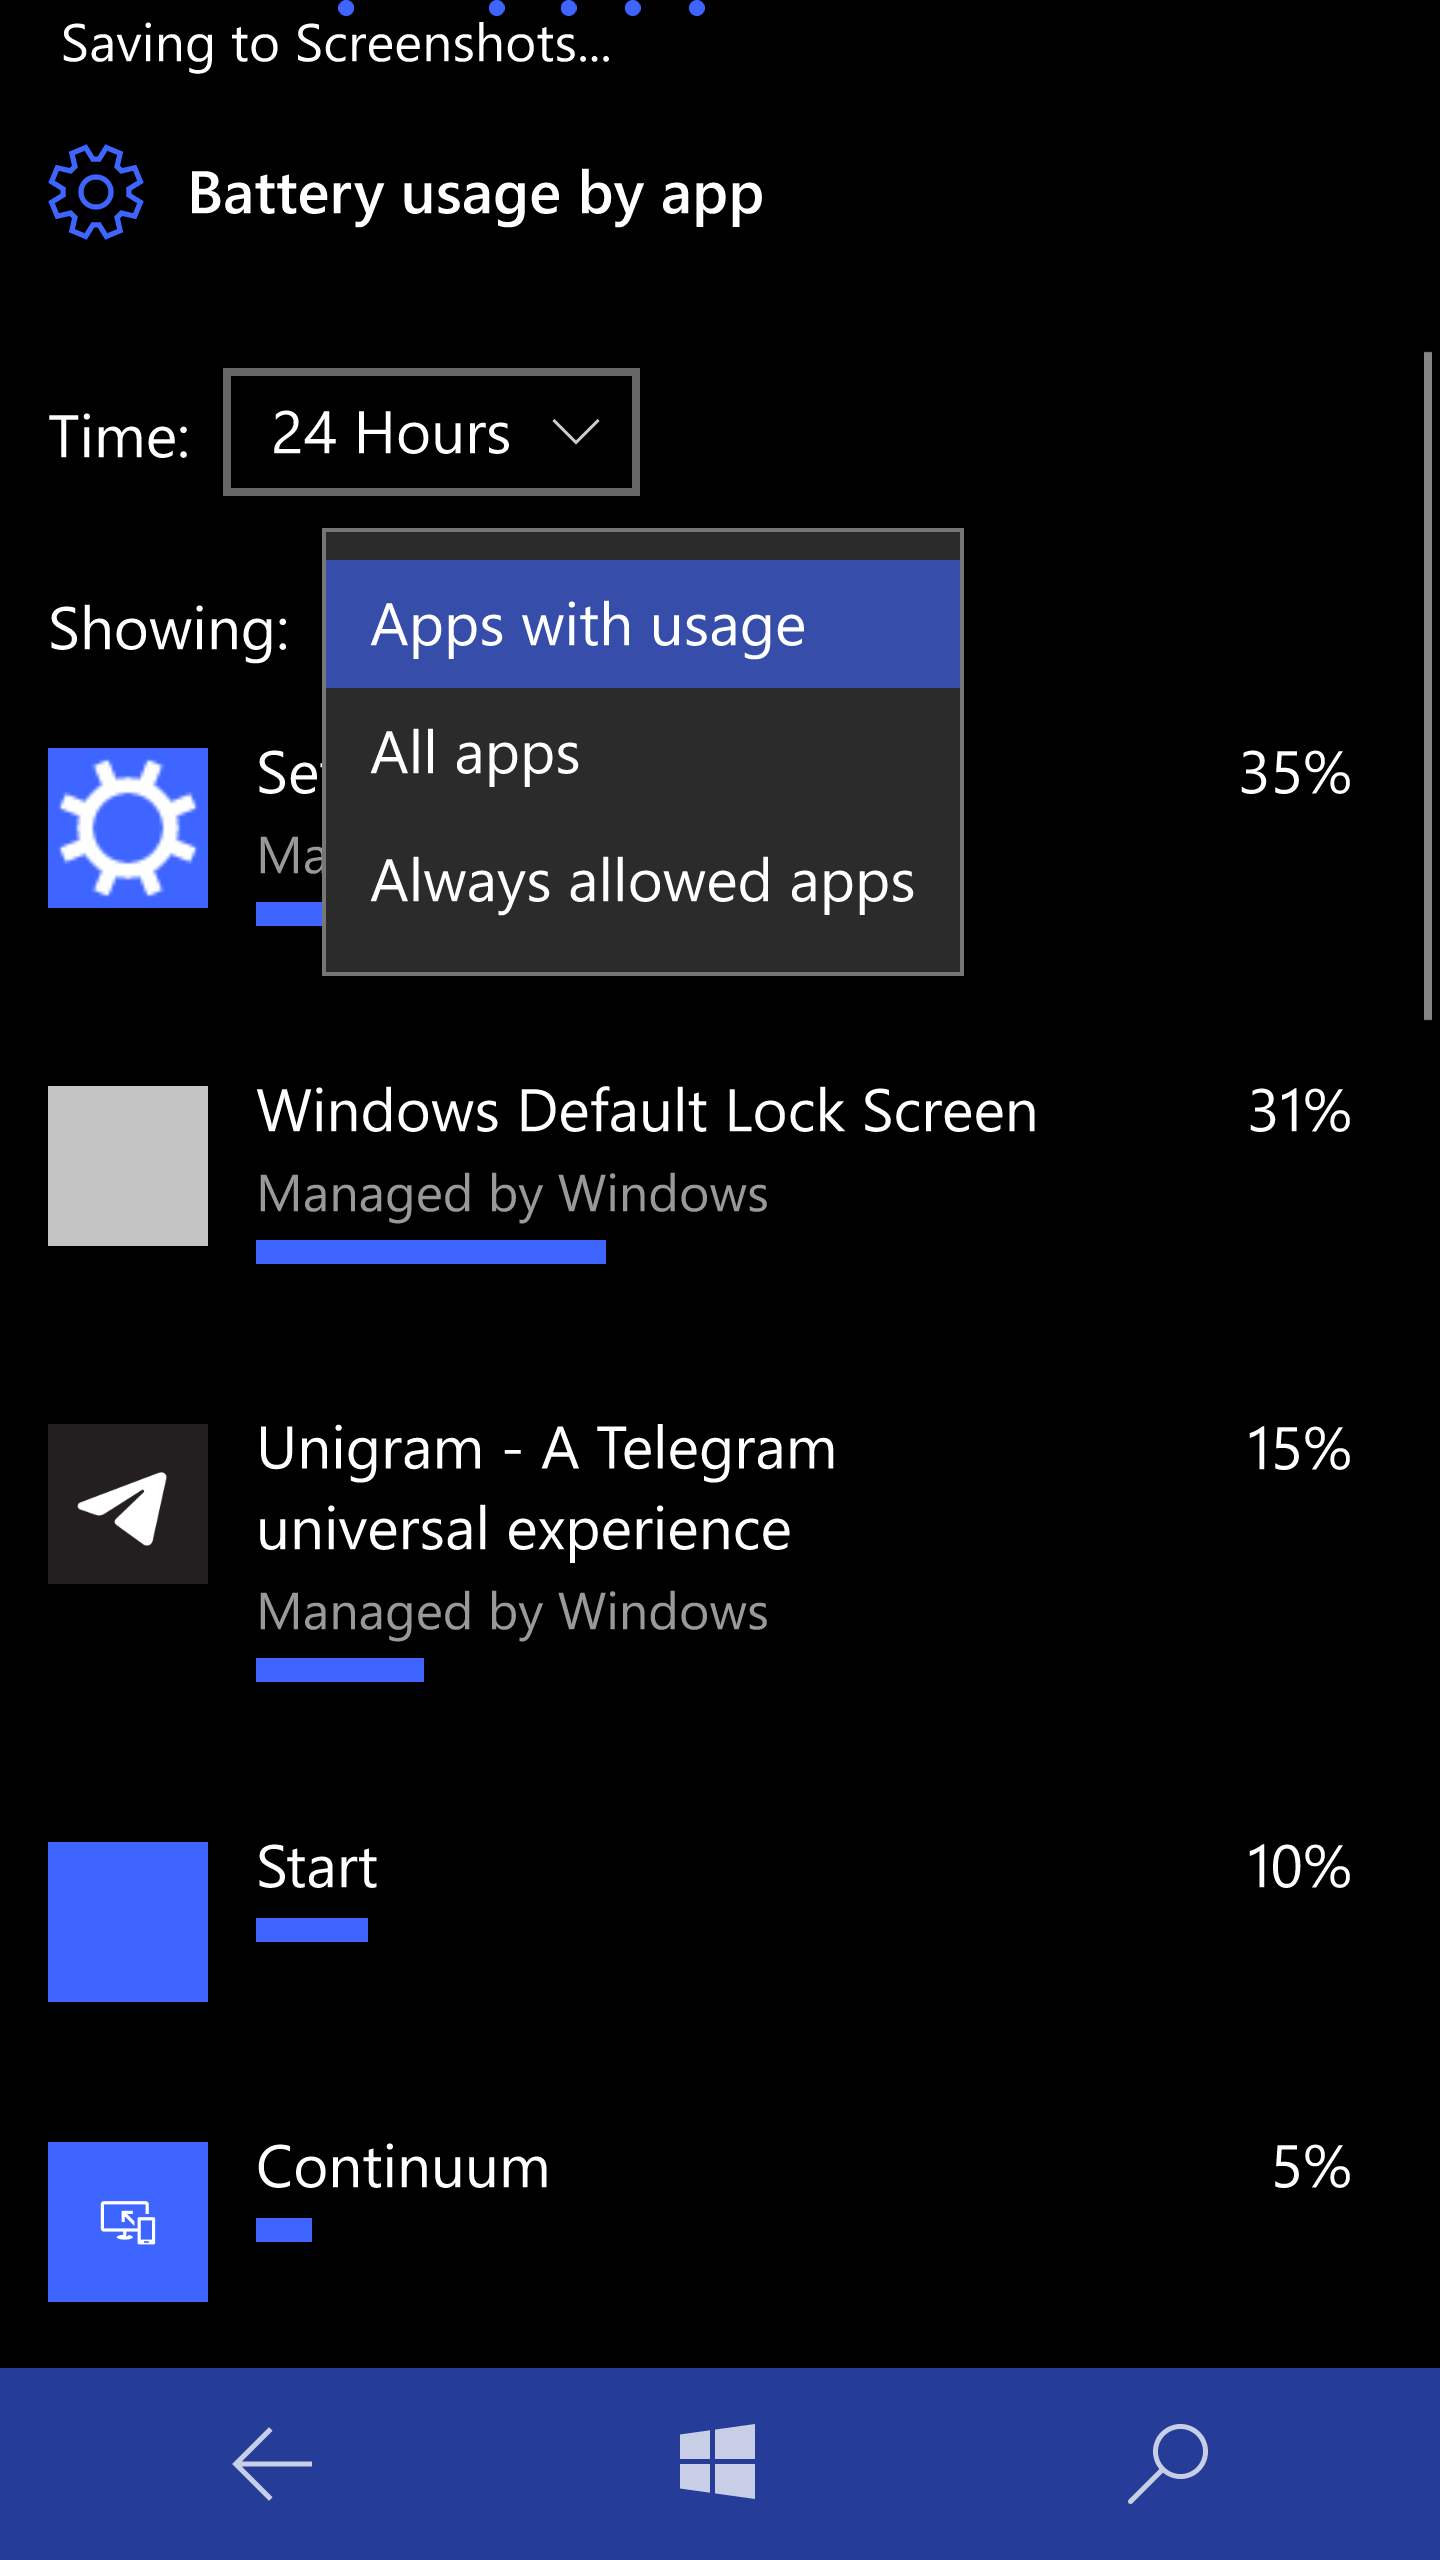 Saving to Screenshots...
Battery usage by app
Time: 24 Hours
Showing:
Apps with usage
All apps
Always allowed apps
35%
Windows Default Lock Screen 31%
Managed by Windows
Unigram - A Telegram 15%
universal experience
Managed by Windows
Start 10%
Continuum 5%